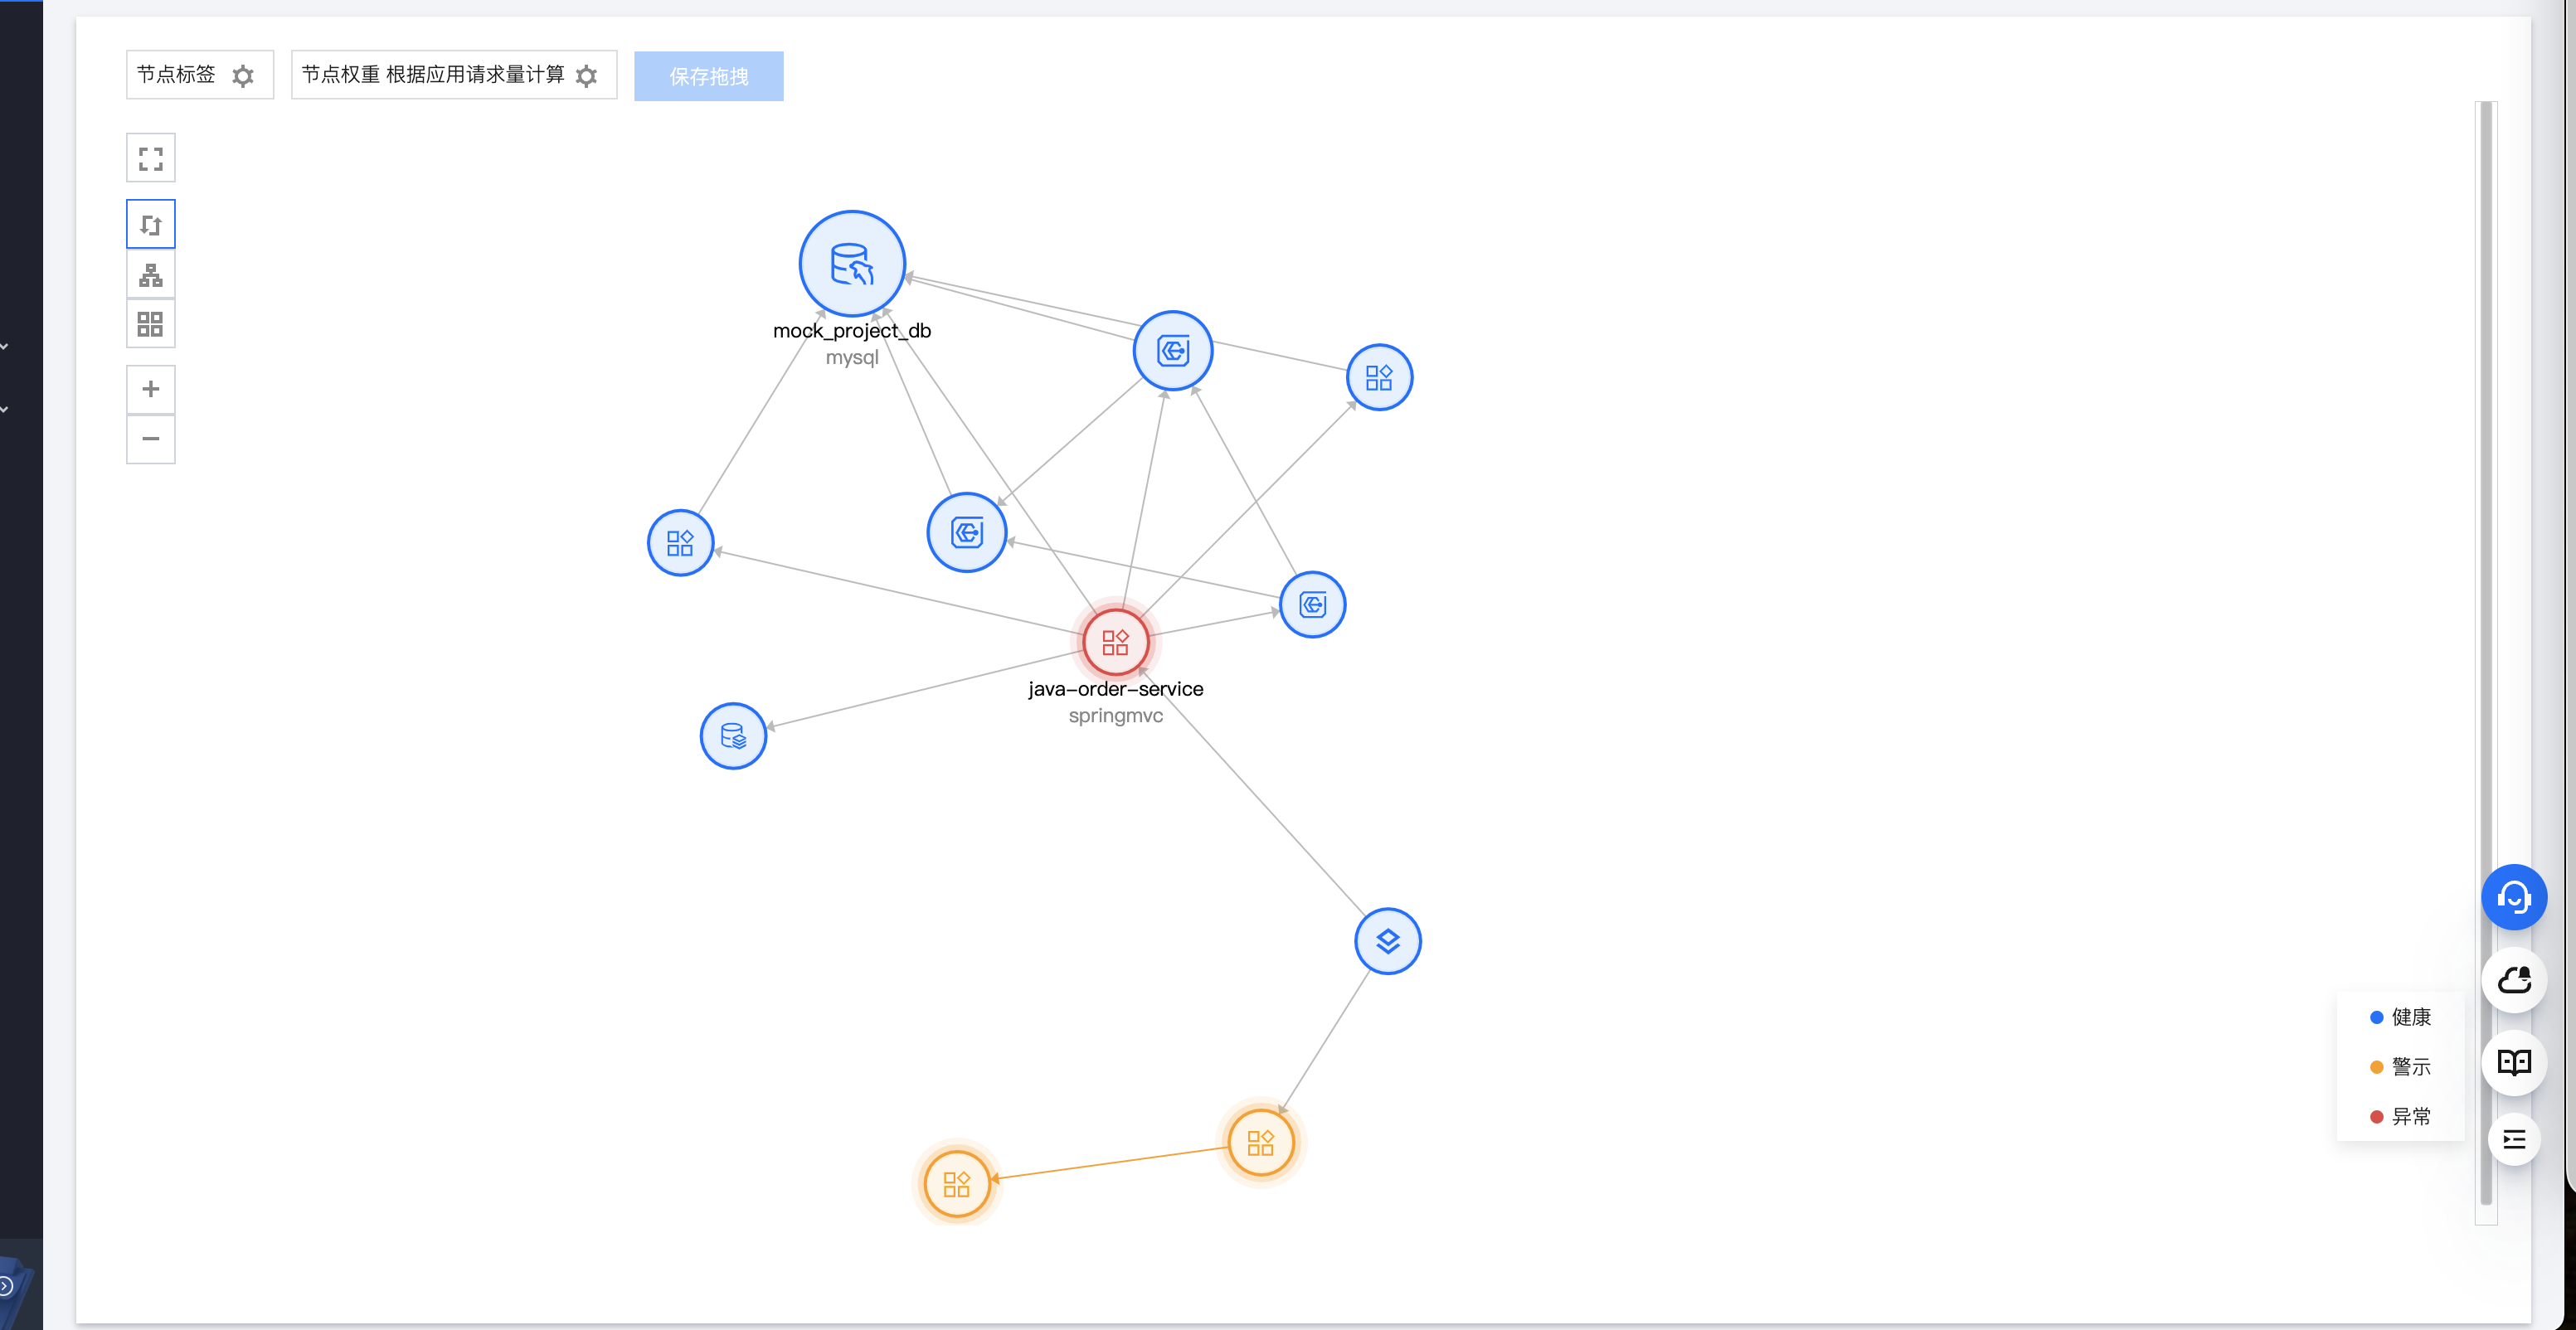 节点标签
节点权重 根据应用请求量计算
保存拖拽
mock_project_db
mysql
java-order-service
springmvc
健康
警示
异常